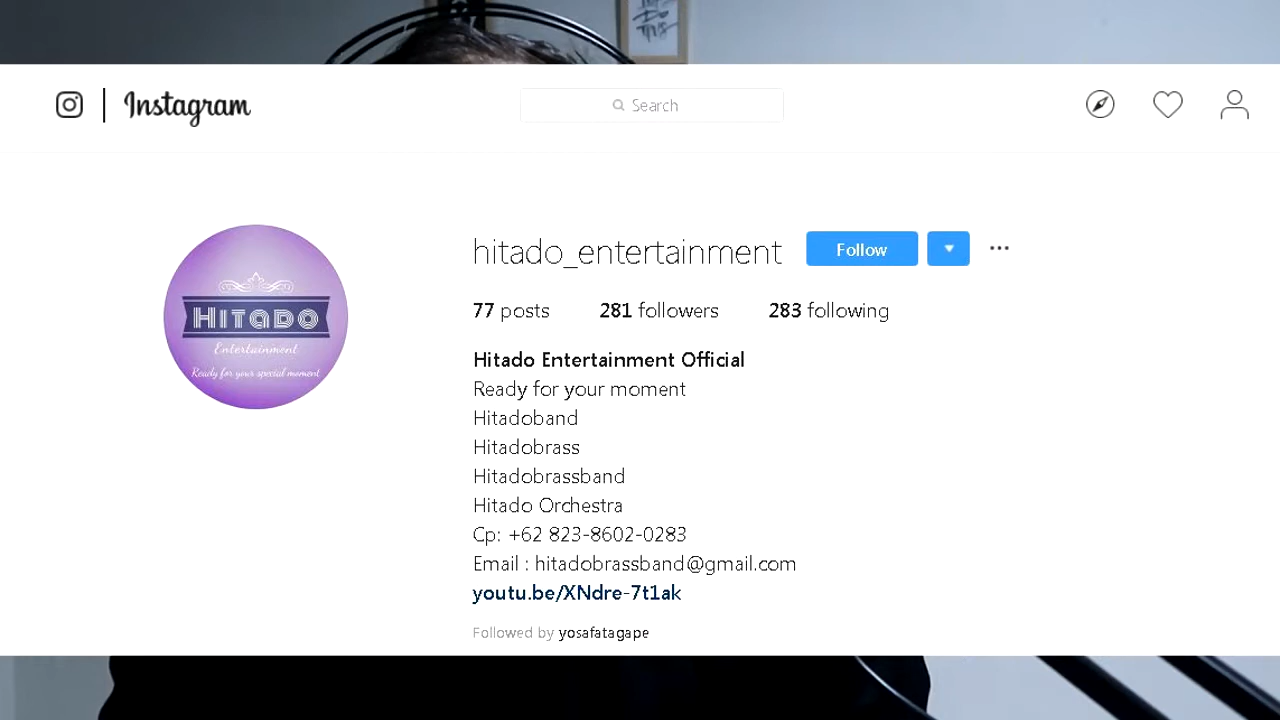 Instagram
Search
hitado_entertainment
Follow
77 posts 281 followers 283 following
HITADO
Entertainment
Ready for your special moment
Hitado Entertainment Official
Ready for your moment
Hitadoband
Hitadobrass
Hitadobrassband
Hitado Orchestra
Cp: +62 823-8602-0283
Email : hitadobrassband@gmail.com
youtu.be/XNdre-7t1ak
Followed by yosafatagape